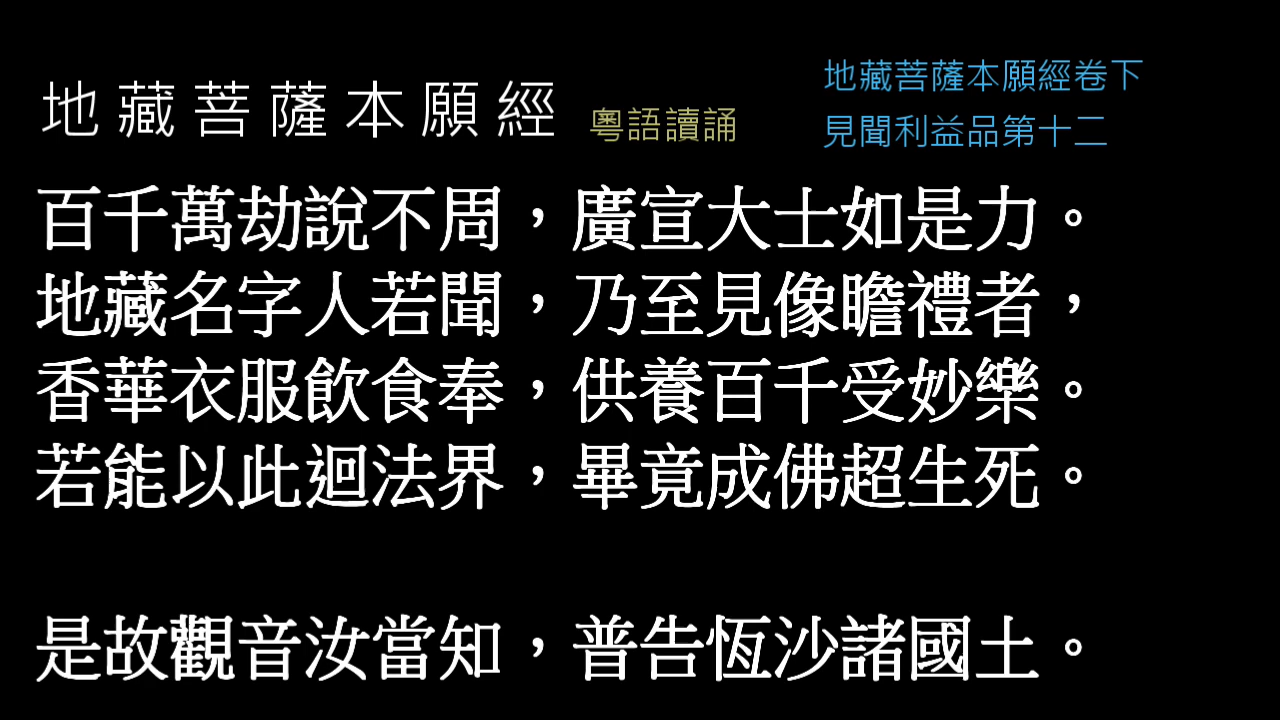 地藏菩薩本願經
粵語讀誦
地藏菩薩本願經卷下
見聞利益品第十二
百千萬劫說不周，廣宣大士如是力。
地藏名字人若聞，乃至見像瞻禮者，
香華衣服飲食奉，供養百千受妙樂。
若能以此迴法界，畢竟成佛超生死。
是故觀音汝當知，普告恆沙諸國土。